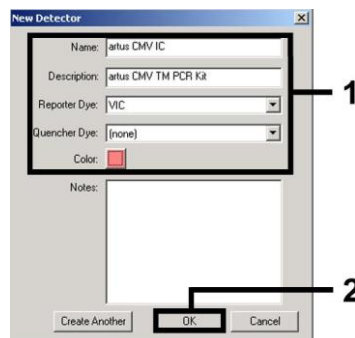 New Detector
Name: artus CMV IC
Description: artus CMV TM PCR Kit
1
Reporter Dye: VIC
Quencher Dye: (none)
Color:
Notes:
2
Create Another OK Cancel